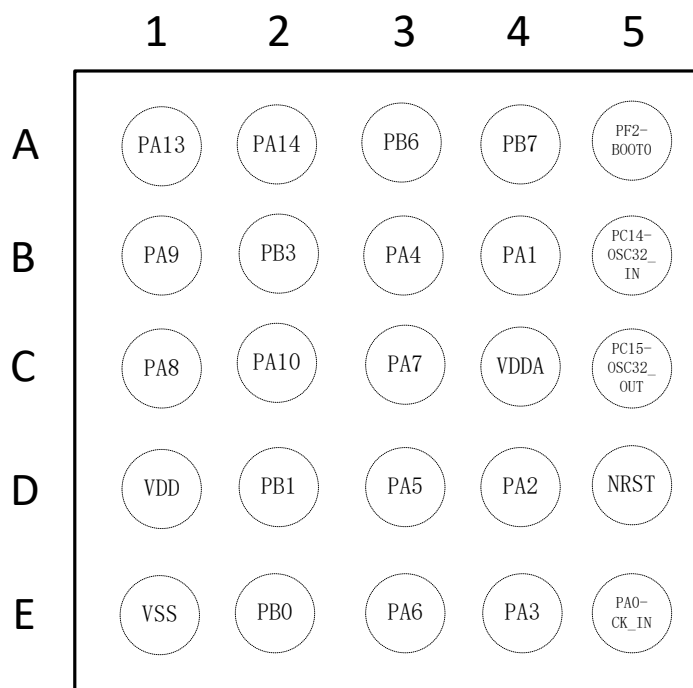 1 2 3 4 5
A PA13 PA14 PB6 PB7 PF2-
BOOT0
B PA9 PB3 PA4 PA1 PC14-
OSC32_
IN
C PA8 PA10 PA7 VDDA PC15-
OSC32_
OUT
D VDD PB1 PA5 PA2 NRST
E VSS PB0 PA6 PA3 PA0-
CK_IN